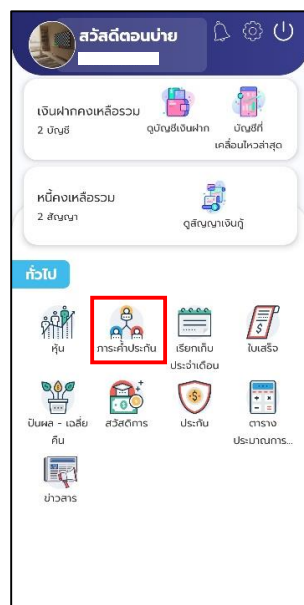 สวัสดีตอนบ่าย
เงินฝากคงเหลือรวม
2 บัญชี
ดูบัญชีเงินฝาก
บัญชีที่
เคลื่อนไหวล่าสุด
หนี้คงเหลือรวม
2 สัญญา
ดูสัญญาเงินกู้
ทั่วไป
หุ้น
ภาระค้ำประกัน
เรียกเก็บ
ประจำเดือน
ใบเสร็จ
ปันผล - เฉลี่ย
คืน
สวัสดิการ
ประกัน
ตาราง
ประมาณการ...
ข่าวสาร